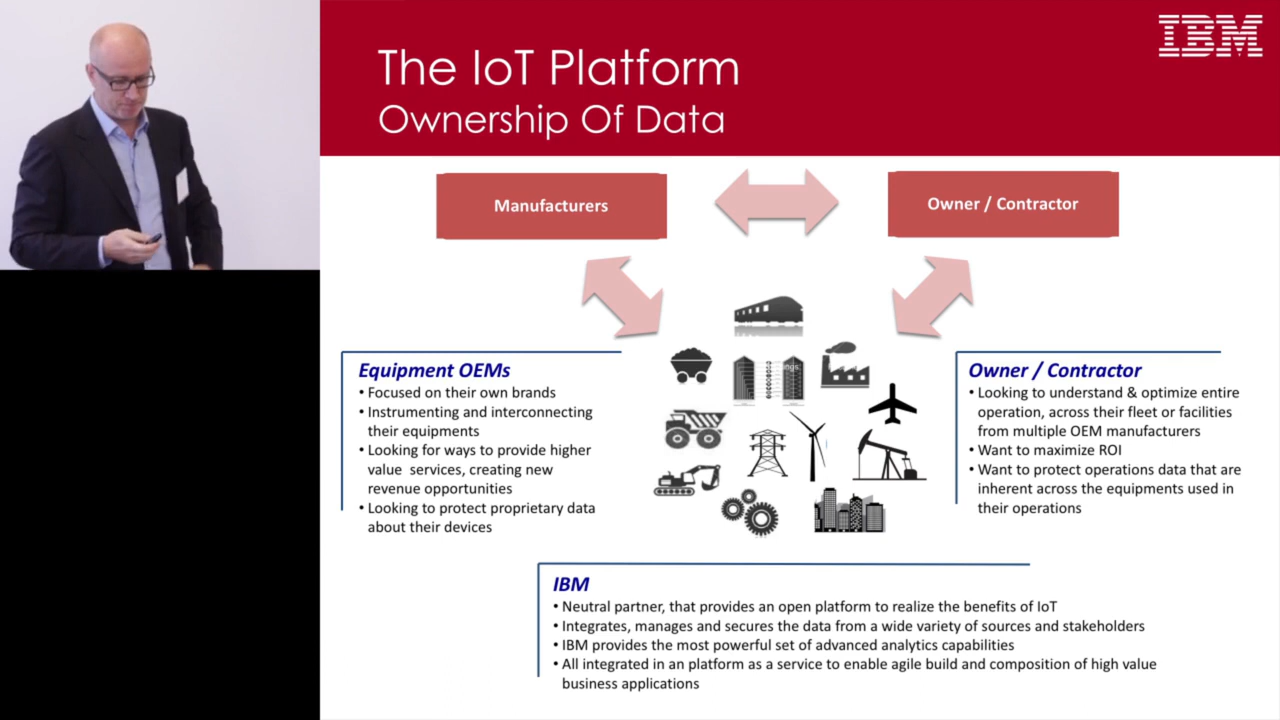 IBM
The IoT Platform
Ownership Of Data
Manufacturers
Owner / Contractor
Equipment OEMs
• Focused on their own brands
• Instrumenting and interconnecting
their equipments
• Looking for ways to provide higher
value services, creating new
revenue opportunities
• Looking to protect proprietary data
about their devices
Owner / Contractor
• Looking to understand & optimize entire
operation, across their fleet or facilities
from multiple OEM manufacturers
• Want to maximize ROI
• Want to protect operations data that are
inherent across the equipments used in
their operations
IBM
• Neutral partner, that provides an open platform to realize the benefits of IoT
• Integrates, manages and secures the data from a wide variety of sources and stakeholders
• IBM provides the most powerful set of advanced analytics capabilities
• All integrated in an platform as a service to enable agile build and composition of high value
business applications